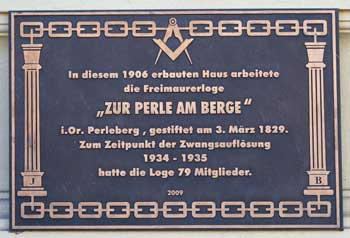 In diesem 1906 erbauten Haus arbeitete
die Freimaurerloge
„ZUR PERLE AM BERGE“
i.Or. Perleberg , gestiftet am 3. März 1829.
Zum Zeitpunkt der Zwangsauflösung
1934 - 1935
hatte die Loge 79 Mitglieder.
J
B
2009